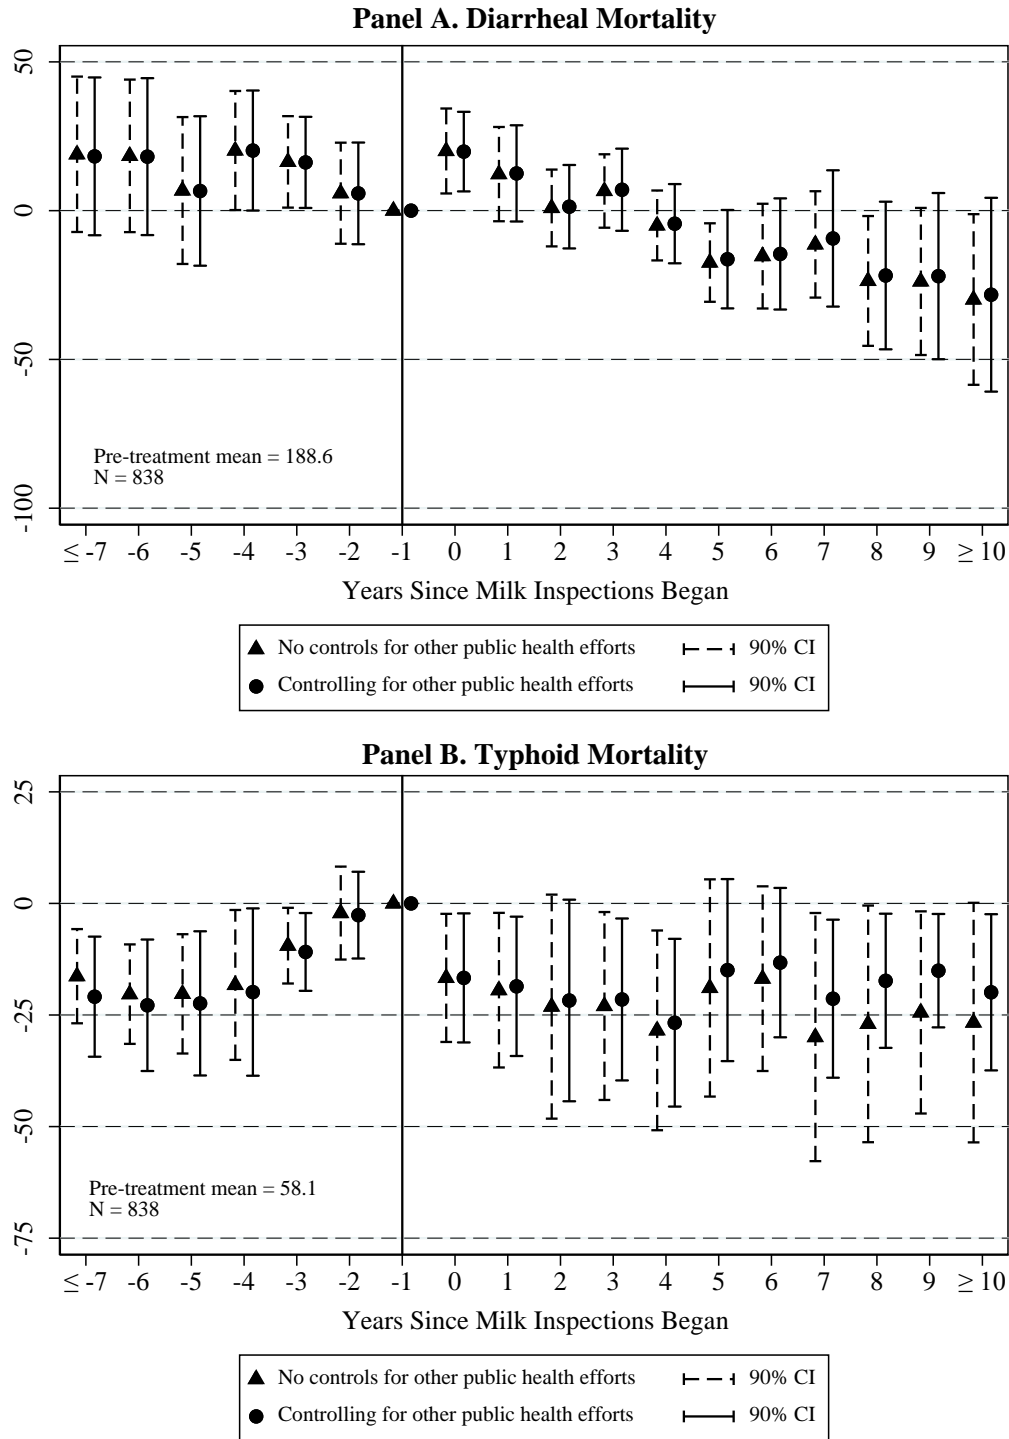 Panel A. Diarrheal Mortality
50
0
-50
-100
Pre-treatment mean = 188.6
N = 838
≤ -7 -6 -5 -4 -3 -2 -1 0 1 2 3 4 5 6 7 8 9 ≥ 10
Years Since Milk Inspections Began
No controls for other public health efforts 90% CI
Controlling for other public health efforts 90% CI
Panel B. Typhoid Mortality
25
0
-25
-50
-75
Pre-treatment mean = 58.1
N = 838
≤ -7 -6 -5 -4 -3 -2 -1 0 1 2 3 4 5 6 7 8 9 ≥ 10
Years Since Milk Inspections Began
No controls for other public health efforts 90% CI
Controlling for other public health efforts 90% CI